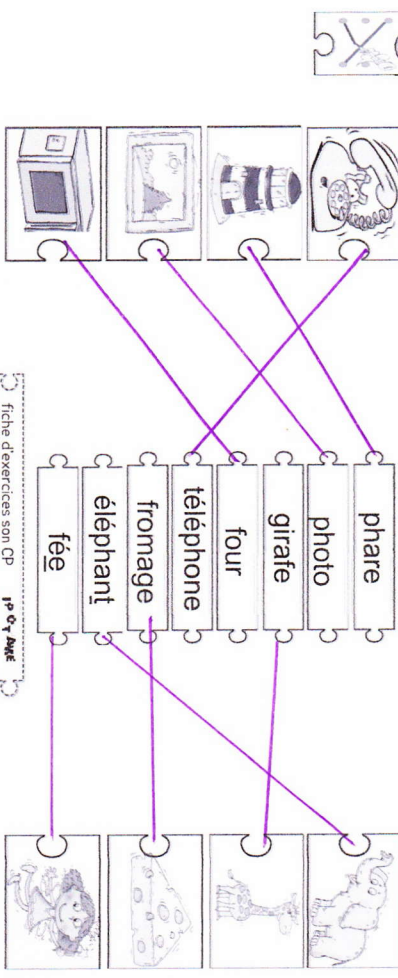 phare
photo
girafe
four
téléphone
fromage
éléphant
fée
fiche d'exercices son CP